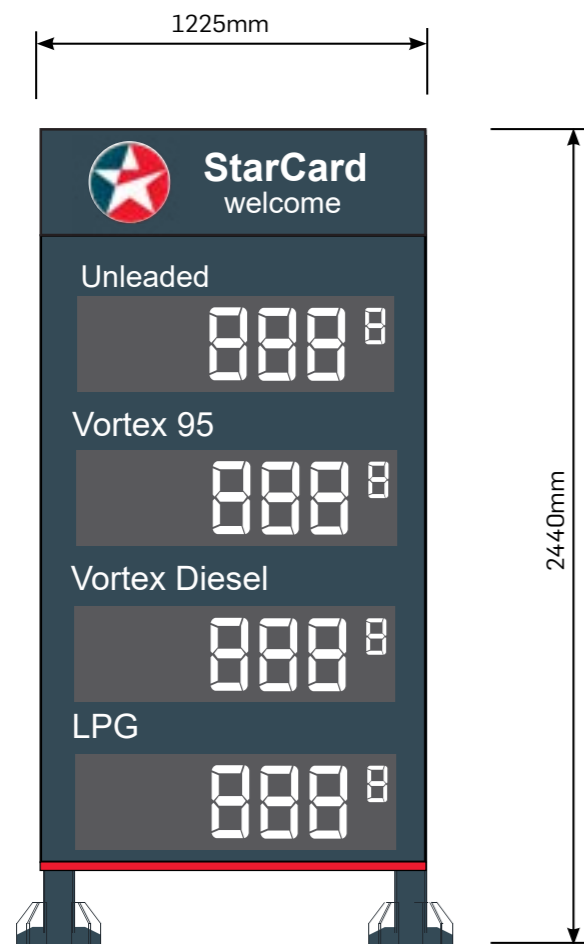 1225mm
StarCard
welcome
Unleaded
888 8
Vortex 95
888 8
Vortex Diesel
888 8
LPG
888 8
2440mm